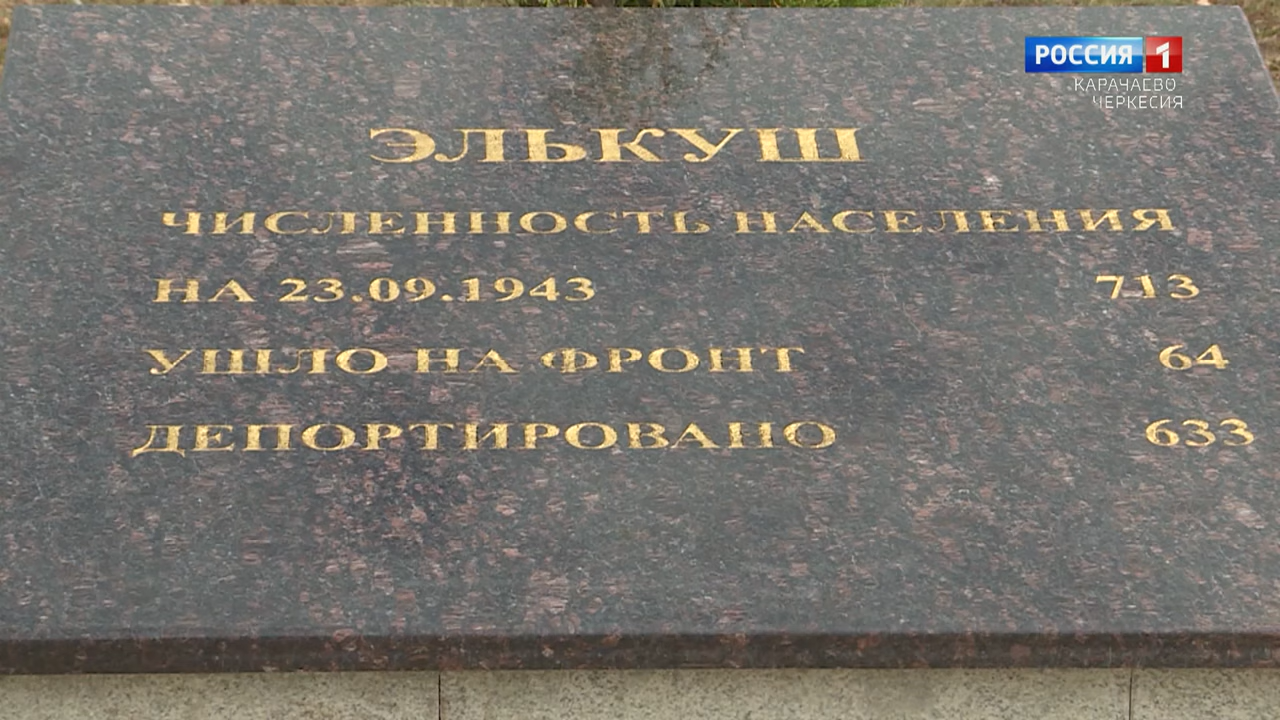 РОССИЯ 1
КАРАЧАЕВО
ЧЕРКЕСИЯ
ЭЛЬКУШ
ЧИСЛЕННОСТЬ НАСЕЛЕНИЯ
НА 23.09.1943 713
УШЛО НА ФРОНТ 64
ДЕПОРТИРОВАНО 633